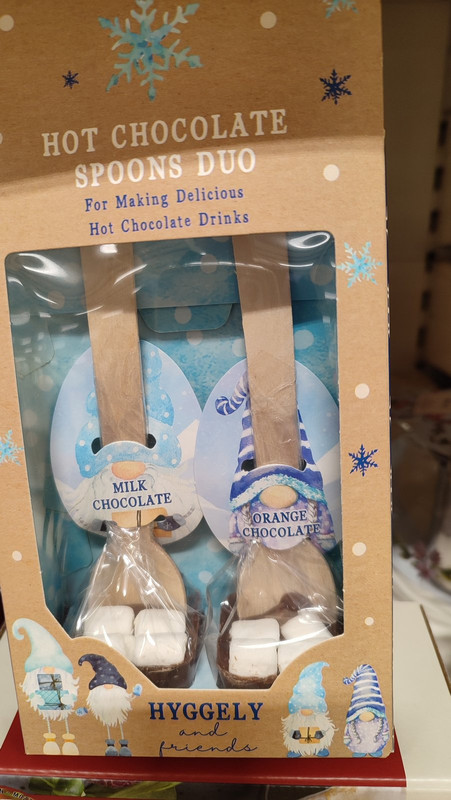 HOT CHOCOLATE
SPOONS DUO
For Making Delicious
Hot Chocolate Drinks
MILK
CHOCOLATE
ORANGE
CHOCOLATE
HYGGELY
and
friends